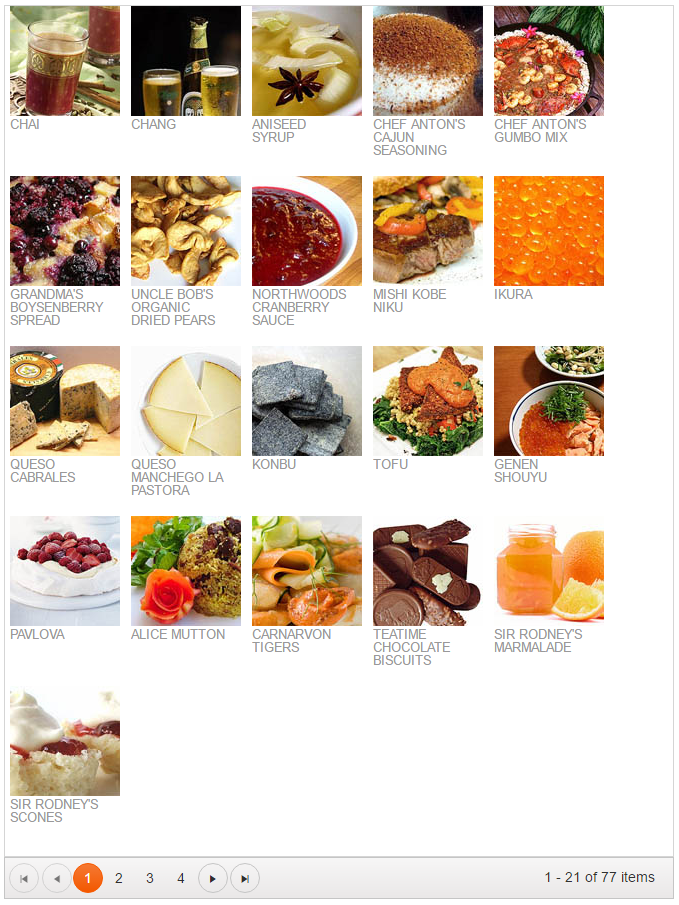 CHAI
CHANG
ANISEED
SYRUP
CHEF ANTON'S
CAJUN
SEASONING
CHEF ANTON'S
GUMBO MIX
GRANDMA'S
BOYSENBERRY
SPREAD
UNCLE BOB'S
ORGANIC
DRIED PEARS
NORTHWOODS
CRANBERRY
SAUCE
MISHI KOBE
NIKU
IKURA
QUESO
CABRALES
QUESO
MANCHEGO LA
PASTORA
KONBU
TOFU
GENEN
SHOUYU
PAVLOVA
ALICE MUTTON
CARNARVON
TIGERS
TEATIME
CHOCOLATE
BISCUITS
SIR RODNEY'S
MARMALADE
SIR RODNEY'S
SCONES
1 2 3 4 1 - 21 of 77 items